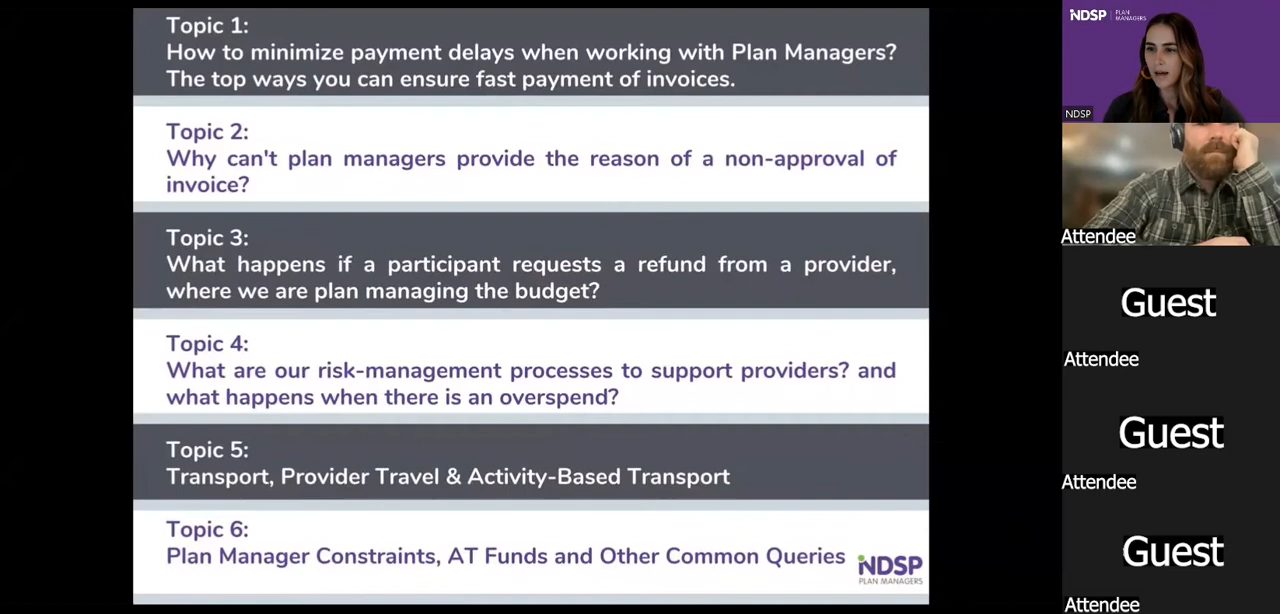 Topic 1:
How to minimize payment delays when working with Plan Managers?
The top ways you can ensure fast payment of invoices.
Topic 2:
Why can't plan managers provide the reason of a non-approval of
invoice?
Topic 3:
What happens if a participant requests a refund from a provider,
where we are plan managing the budget?
Topic 4:
What are our risk-management processes to support providers? and
what happens when there is an overspend?
Topic 5:
Transport, Provider Travel & Activity-Based Transport
Topic 6:
Plan Manager Constraints, AT Funds and Other Common Queries
NDSP
PLAN MANAGERS
NDSP
PLAN
MANAGERS
NDSP
Attendee
Guest
Attendee
Guest
Attendee
Guest
Attendee